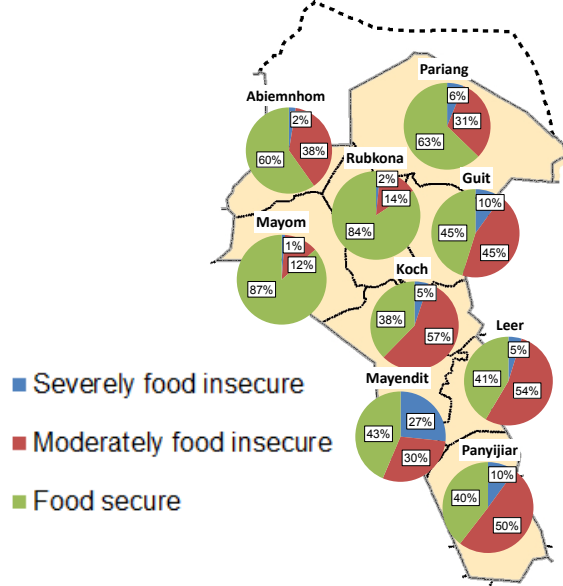 Pariang
6%
31%
63%
Abiemnhom
2%
38%
60%
Rubkona
2%
14%
84%
Guit
10%
45%
45%
Mayom
1%
12%
87%
Koch
5%
38%
57%
Leer
5%
41%
54%
Mayendit
27%
43%
30%
Panyijiar
10%
40%
50%
Severely food insecure
Moderately food insecure
Food secure